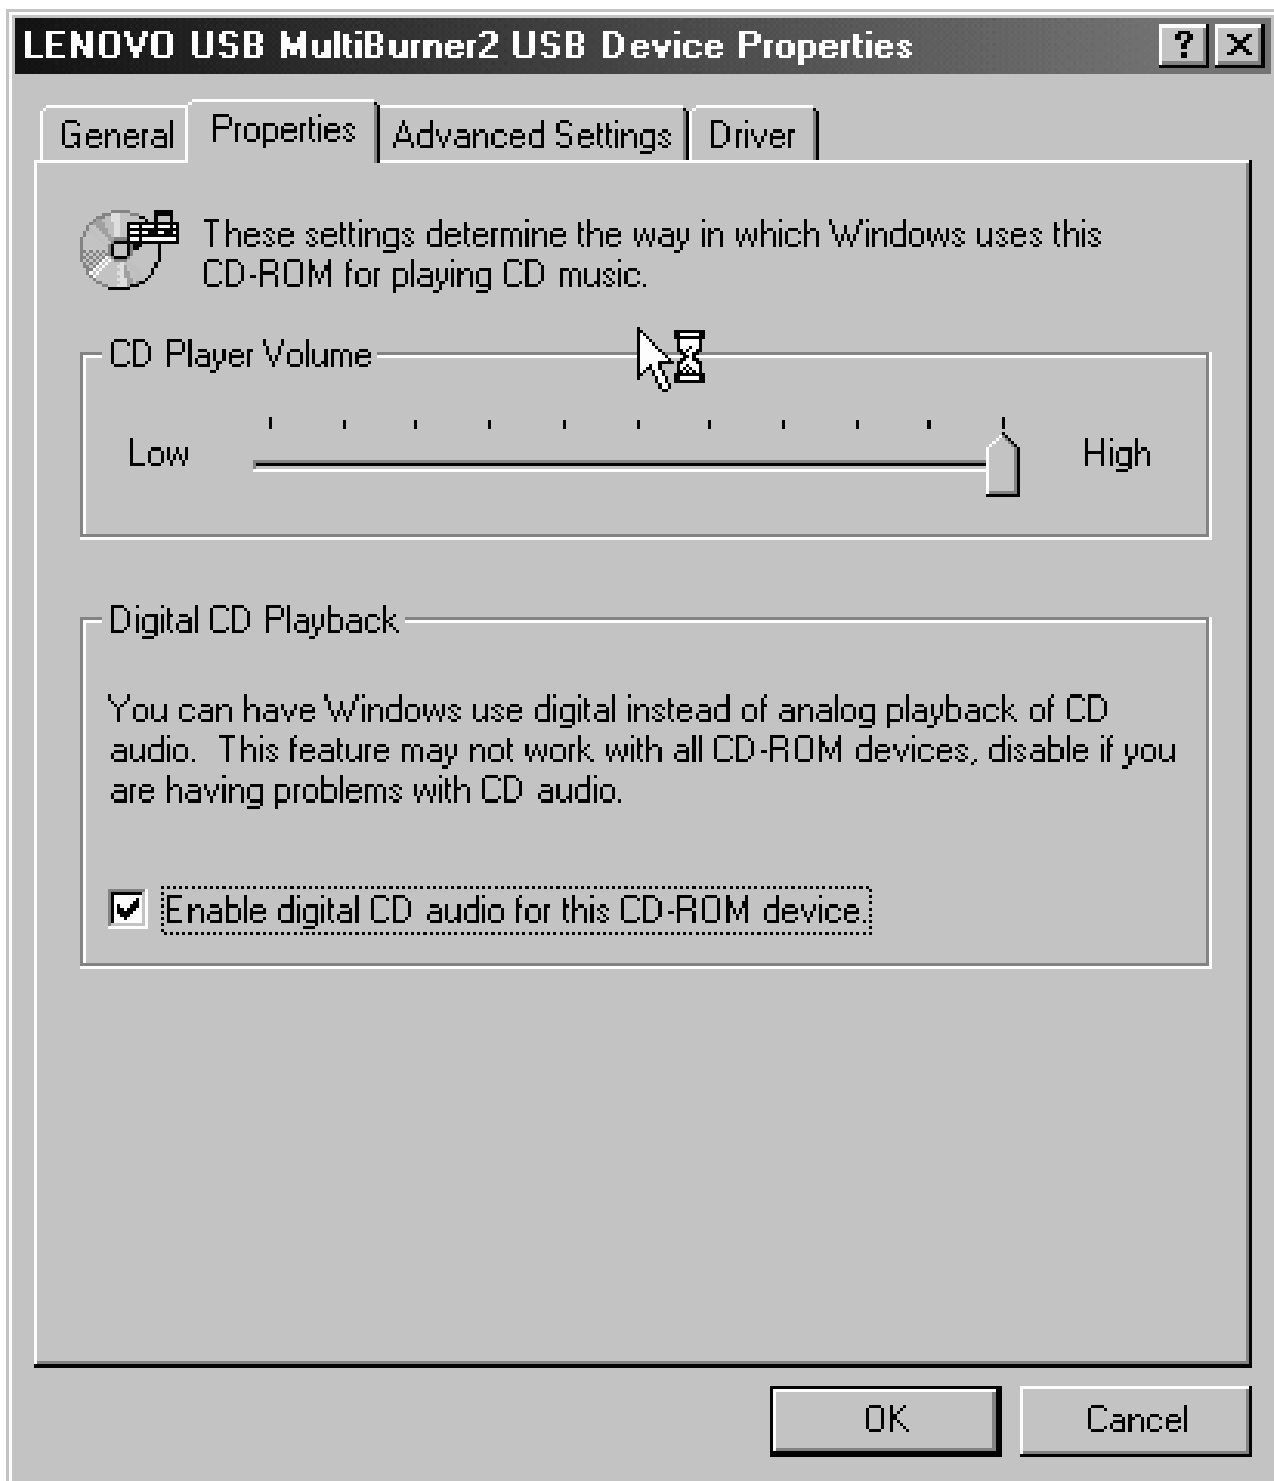 LENOVO USB MultiBurner2 USB Device Properties
General Properties Advanced Settings Driver
These settings determine the way in which Windows uses this
CD-ROM for playing CD music.
CD Player Volume
Low High
Digital CD Playback
You can have Windows use digital instead of analog playback of CD
audio.  This feature may not work with all CD-ROM devices, disable if you
are having problems with CD audio.
Enable digital CD audio for this CD-ROM device.
OK Cancel